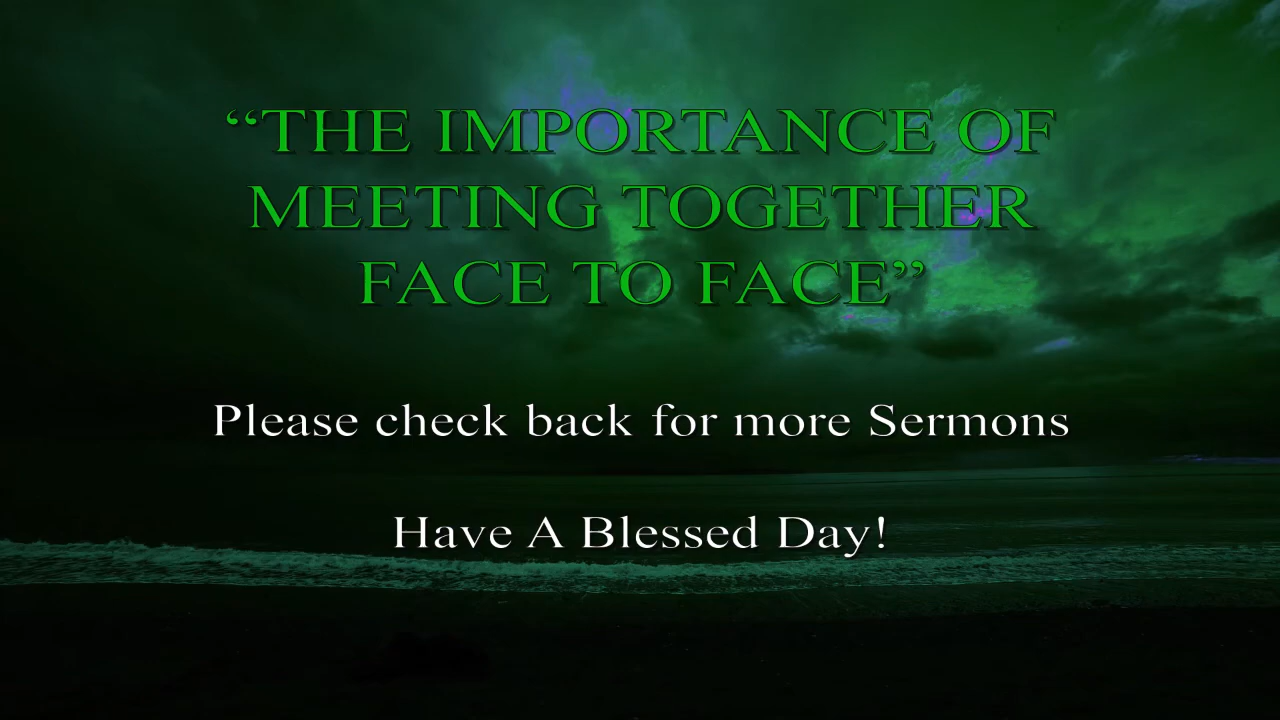 “THE IMPORTANCE OF
MEETING TOGETHER
FACE TO FACE”
Please check back for more Sermons
Have A Blessed Day!